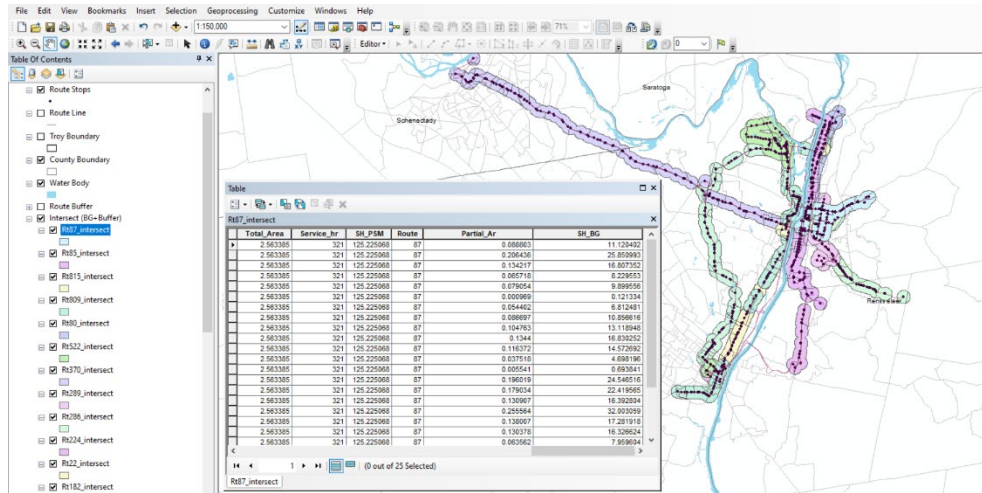 File Edit View Bookmarks Insert Selection Geoprocessing Customize Windows Help
1:150,000
71%
Editor
0
Table Of Contents
Route Stops
Route Line
Troy Boundary
County Boundary
Water Body
Route Buffer
Intersect (BG+Buffer)
Rt87_intersect
Rt85_intersect
Rt815_intersect
Rt809_intersect
Rt80_intersect
Rt522_intersect
Rt370_intersect
Rt289_intersect
Rt286_intersect
Rt224_intersect
Rt22_intersect
Rt182_intersect
Saratoga
Schenectady
Table
Rt87_intersect
Total_Area Service_hr SH_PSM Route Partial_Ar SH_BG
2.563385 321 125.225068 87 0.088803 11.120402
2.563385 321 125.225068 87 0.206436 25.850993
2.563385 321 125.225068 87 0.134217 16.807352
2.563385 321 125.225068 87 0.065718 8.229553
2.563385 321 125.225068 87 0.079054 9.899556
2.563385 321 125.225068 87 0.000969 0.121334
2.563385 321 125.225068 87 0.054402 6.812481
2.563385 321 125.225068 87 0.086697 10.856616
2.563385 321 125.225068 87 0.104763 13.118948
2.563385 321 125.225068 87 0.1344 16.830252
2.563385 321 125.225068 87 0.116372 14.572692
2.563385 321 125.225068 87 0.037518 4.698196
2.563385 321 125.225068 87 0.005541 0.693841
2.563385 321 125.225068 87 0.196019 24.546516
2.563385 321 125.225068 87 0.179034 22.419565
2.563385 321 125.225068 87 0.130907 16.392804
2.563385 321 125.225068 87 0.255564 32.003059
2.563385 321 125.225068 87 0.138007 17.281918
2.563385 321 125.225068 87 0.130378 16.326624
2.563385 321 125.225068 87 0.063562 7.959604
1 (0 out of 25 Selected)
Rt87_intersect